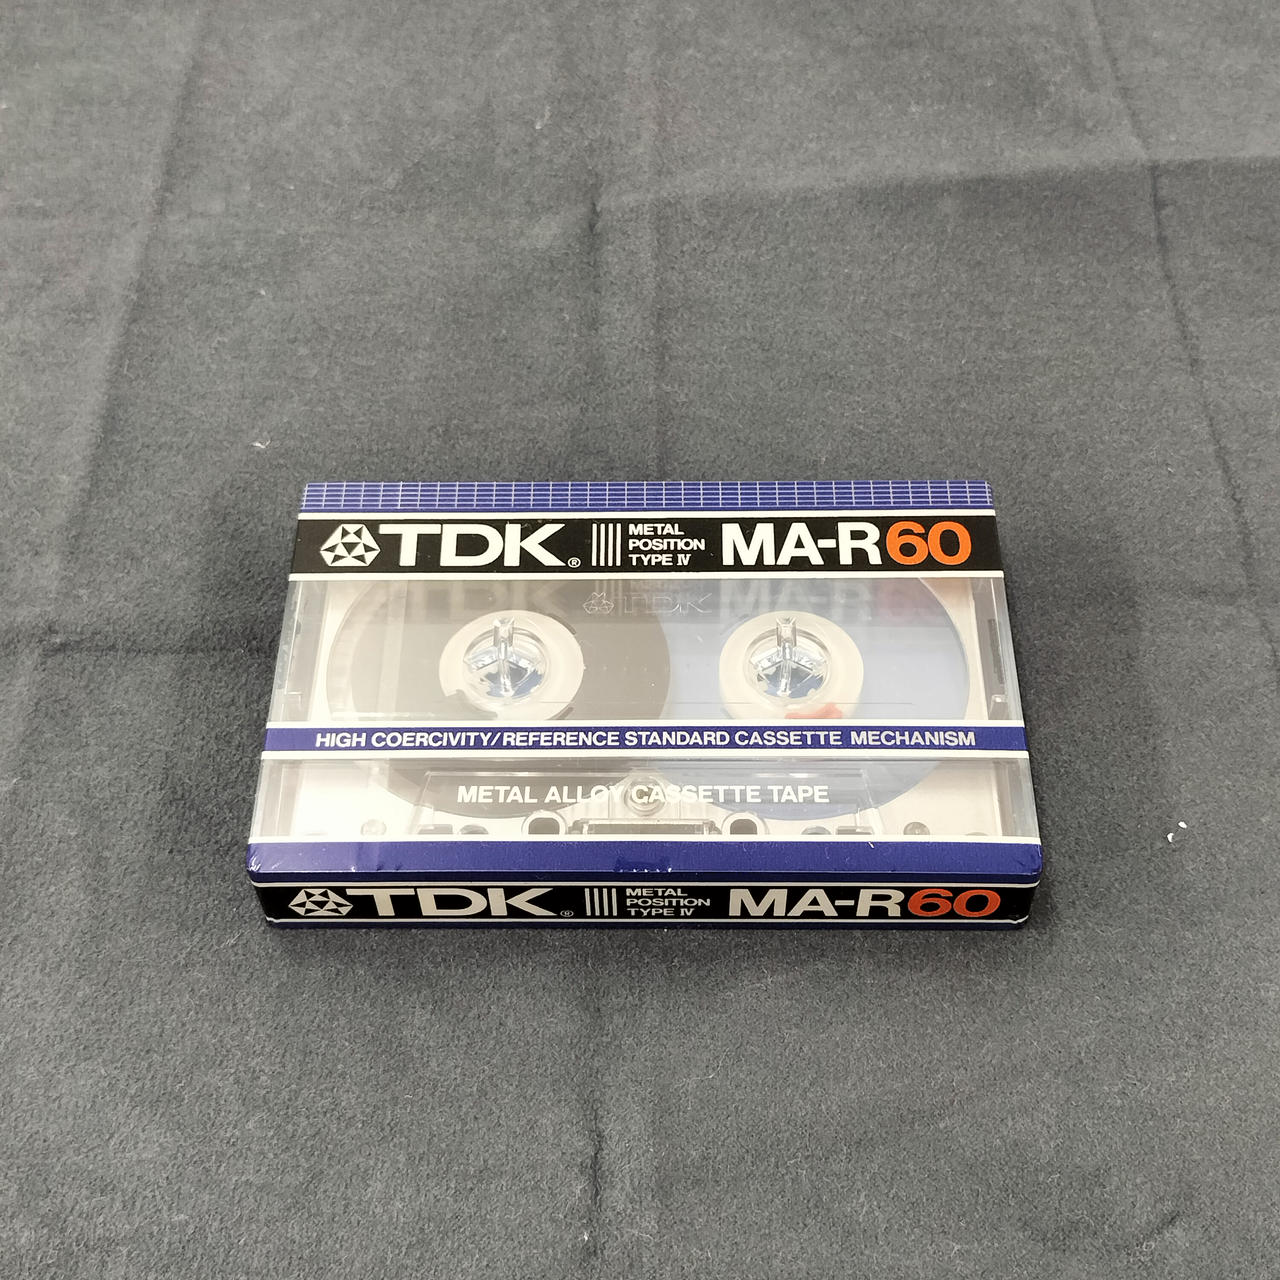 TDK®
METAL
POSITION
TYPE IV
MA-R60
TDK
HIGH COERCIVITY/REFERENCE STANDARD CASSETTE MECHANISM
METAL ALLOY CASSETTE TAPE
TDK®
METAL
POSITION
TYPE IV
MA-R60